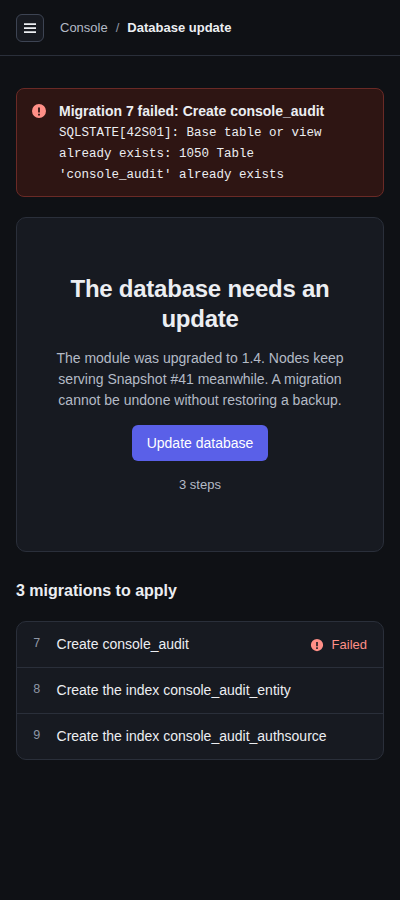 Console / Database update
Migration 7 failed: Create console_audit
SQLSTATE[42S01]: Base table or view
already exists: 1050 Table
'console_audit' already exists
The database needs an
update
The module was upgraded to 1.4. Nodes keep
serving Snapshot #41 meanwhile. A migration
cannot be undone without restoring a backup.
Update database
3 steps
3 migrations to apply
7 Create console_audit Failed
8 Create the index console_audit_entity
9 Create the index console_audit_authsource